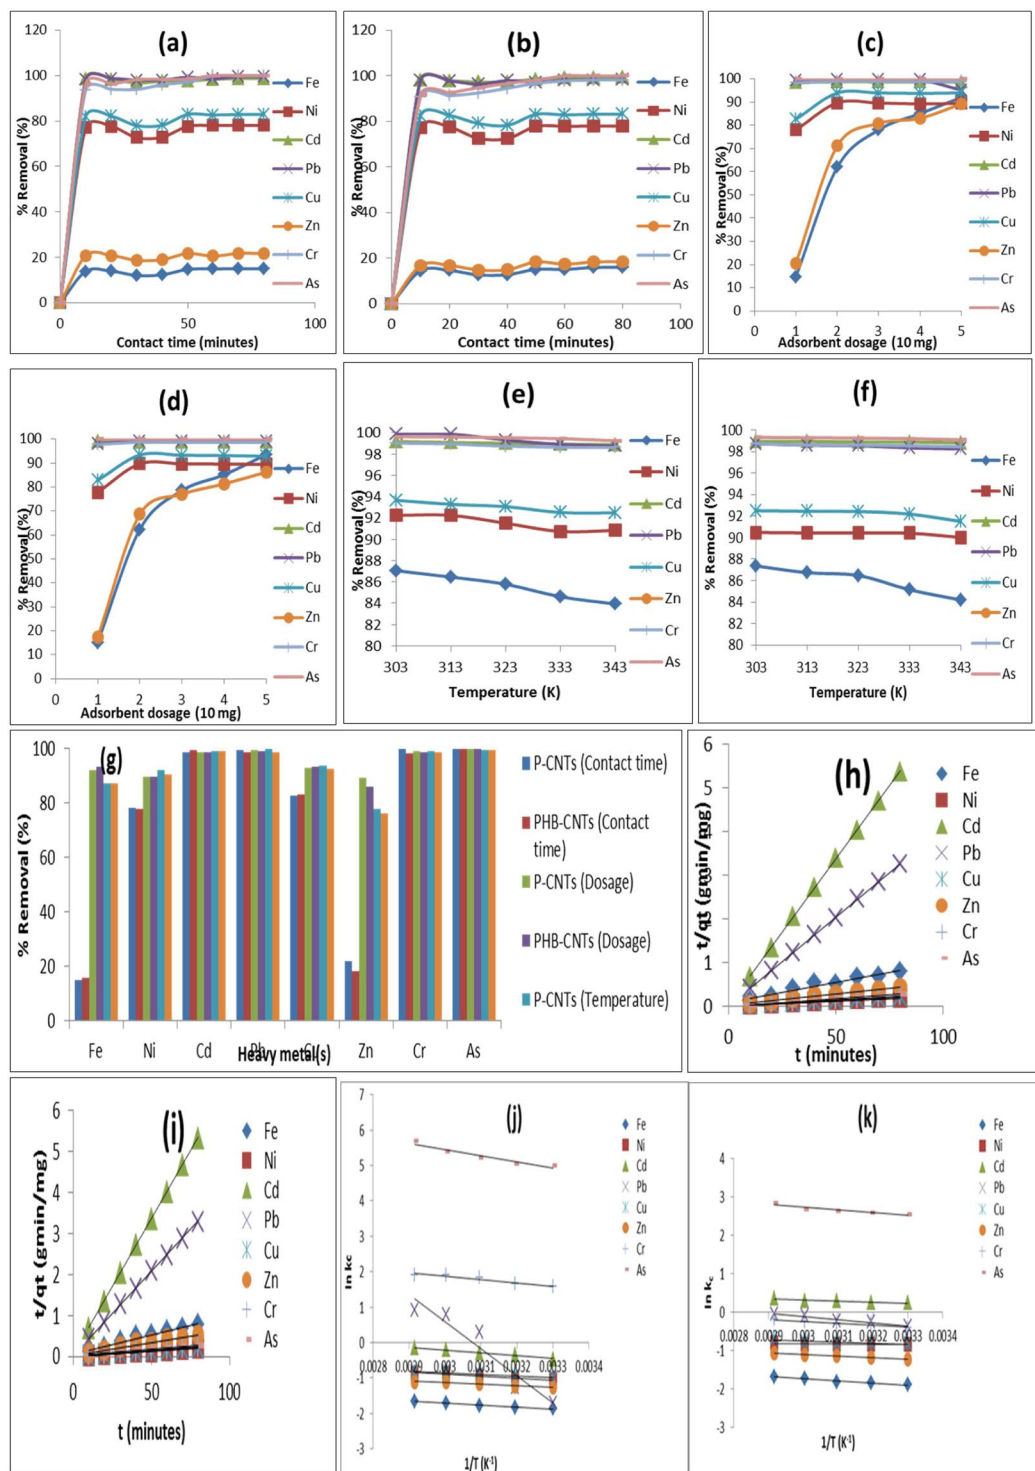 (a)
120
100
80
60
40
20
0
% Removal (%)
0 50 100
Contact time (minutes)
Fe
Ni
Cd
Pb
Cu
Zn
Cr
As
(b)
120
100
80
60
40
20
0
% Removal (%)
0 20 40 60 80 100
Contact time (minutes)
Fe
Ni
Cd
Pb
Cu
Zn
Cr
As
(c)
100
90
80
70
60
50
40
30
20
10
0
% Removal (%)
0 1 2 3 4 5
Adsorbent dosage (10 mg)
Fe
Ni
Cd
Pb
Cu
Zn
Cr
As
(d)
100
90
80
70
60
50
40
30
20
10
0
% Removal (%)
0 1 2 3 4 5
Adsorbent dosage (10 mg)
Fe
Ni
Cd
Pb
Cu
Zn
Cr
As
(e)
100
98
96
94
92
90
88
86
84
82
80
% Removal (%)
303 313 323 333 343
Temperature (K)
Fe
Ni
Cd
Pb
Cu
Zn
Cr
As
(f)
100
98
96
94
92
90
88
86
84
82
80
% Removal (%)
303 313 323 333 343
Temperature (K)
Fe
Ni
Cd
Pb
Cu
Zn
Cr
As
(g)
100
80
60
40
20
0
% Removal (%)
Fe Ni Cd Pb Zn Cr As
Heavy metal(s)
P-CNTs (Contact time)
PHB-CNTs (Contact
time)
P-CNTs (Dosage)
PHB-CNTs (Dosage)
P-CNTs (Temperature)
(h)
6
5
4
3
2
1
0
t/qt (gmin/mg)
0 50 100
t (minutes)
Fe
Ni
Cd
Pb
Cu
Zn
Cr
As
(i)
6
5
4
3
2
1
0
t/qt (gmin/mg)
0 50 100
t (minutes)
Fe
Ni
Cd
Pb
Cu
Zn
Cr
As
(j)
7
6
5
4
3
2
1
0
-1
-2
-3
ln kc
0.0028 0.0029 0.003 0.0031 0.0032 0.0033 0.0034
1/T (K⁻¹)
Fe
Ni
Cd
Pb
Cu
Zn
Cr
As
(k)
4
3
2
1
0
-1
-2
-3
ln kc
0.0028 0.0029 0.003 0.0031 0.0032 0.0033 0.0034
1/T (K⁻¹)
Fe
Ni
Cd
Pb
Cu
Zn
Cr
As